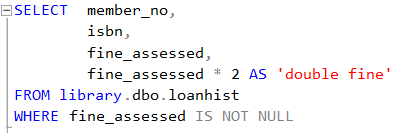 SELECT member_no,
isbn,
fine_assessed,
fine_assessed * 2 AS 'double fine'
FROM library.dbo.loanhist
WHERE fine_assessed IS NOT NULL